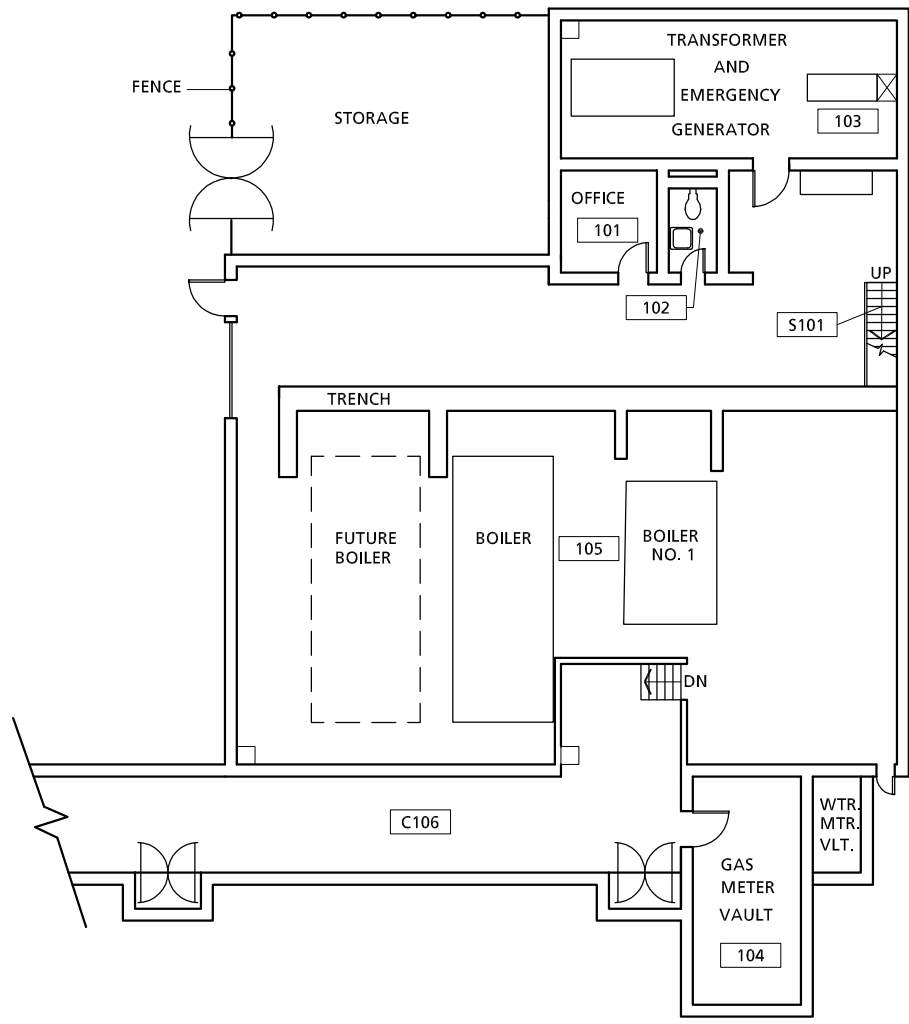 TRANSFORMER
AND
EMERGENCY
GENERATOR
103
FENCE
STORAGE
OFFICE
101
102
UP
S101
TRENCH
FUTURE
BOILER
BOILER
105
BOILER
NO. 1
DN
C106
WTR.
MTR.
VLT.
GAS
METER
VAULT
104